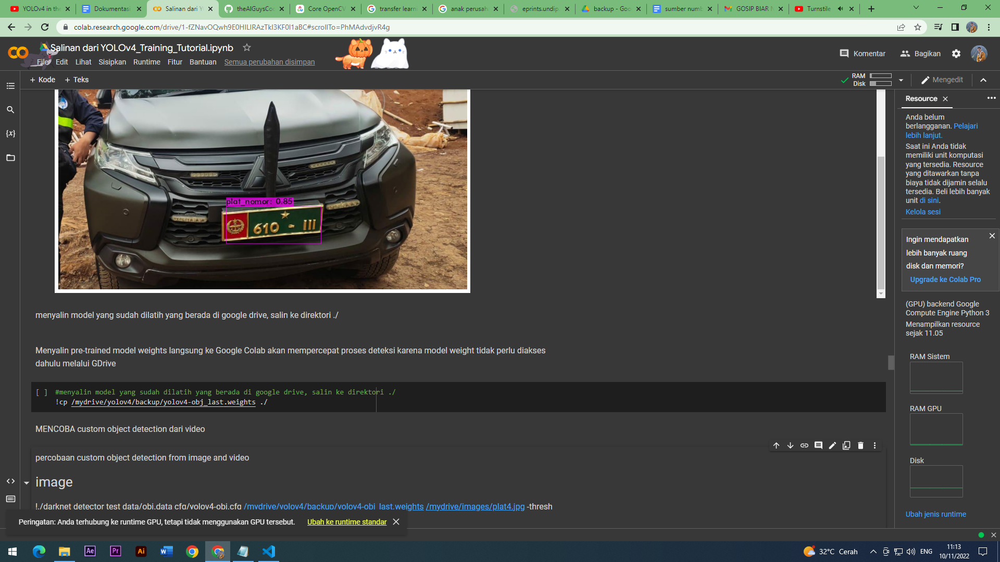 YOLOv4 in the
Dokumentasi
Salinan dari Y
theAIGuysCod
Core OpenCV
transfer learni
anak perusaha
eprints.undip.
backup - Goo
sumber numb
GOSIP BIAR N
Turnstile
colab.research.google.com/drive/1-fZNavOQwh9E0HILIRAzTkI3KF0I1aBC#scrollTo=PhMAdvdjvR4g
Salinan dari YOLOv4_Training_Tutorial.ipynb
File Edit Lihat Sisipkan Runtime Fitur Bantuan Semua perubahan disimpan
Komentar
Bagikan
+ Kode + Teks
RAM
Disk
Mengedit
plat_nomor: 0.85
610 - III
menyalin model yang sudah dilatih yang berada di google drive, salin ke direktori ./
Menyalin pre-trained model weights langsung ke Google Colab akan mempercepat proses deteksi karena model weight tidak perlu diakses
dahulu melalui GDrive
[ ] #menyalin model yang sudah dilatih yang berada di google drive, salin ke direktori ./
!cp /mydrive/yolov4/backup/yolov4-obj_last.weights ./
MENCOBA custom object detection dari video
percobaan custom object detection from image and video
image
!./darknet detector test data/obj.data cfg/yolov4-obj.cfg /mydrive/yolov4/backup/yolov4-obj_last.weights /mydrive/images/plat4.jpg -thresh
Peringatan: Anda terhubung ke runtime GPU, tetapi tidak menggunakan GPU tersebut. Ubah ke runtime standar
Resource
Anda belum
berlangganan. Pelajari
lebih lanjut.
Saat ini Anda tidak
memiliki unit komputasi
yang tersedia. Resource
yang ditawarkan tanpa
biaya tidak dijamin selalu
tersedia. Beli lebih banyak
unit di sini.
Kelola sesi
Ingin mendapatkan
lebih banyak ruang
disk dan memori?
Upgrade ke Colab Pro
(GPU) backend Google
Compute Engine Python 3
Menampilkan resource
sejak 11.05
RAM Sistem
RAM GPU
Disk
Ubah jenis runtime
Ae
Pr
Ai
32°C Cerah
ENG
11:13
10/11/2022